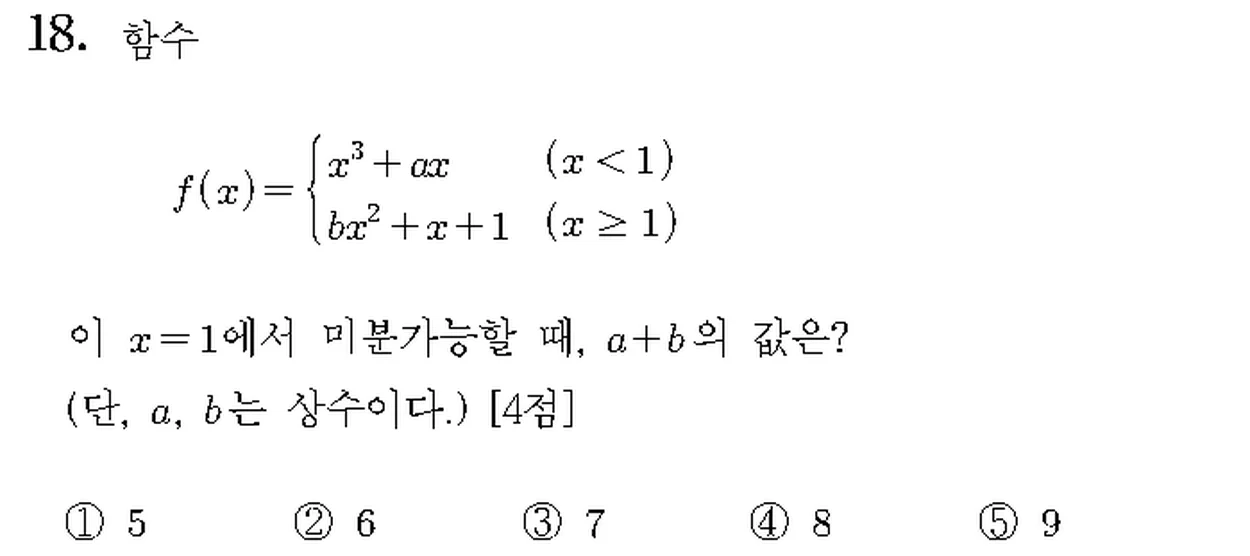 18. 함수
f(x) = { x³ + ax (x < 1)
bx² + x + 1 (x ≥ 1)
이 x = 1에서 미분가능할 때, a+b의 값은?
(단, a, b는 상수이다.) [4점]
① 5 ② 6 ③ 7 ④ 8 ⑤ 9